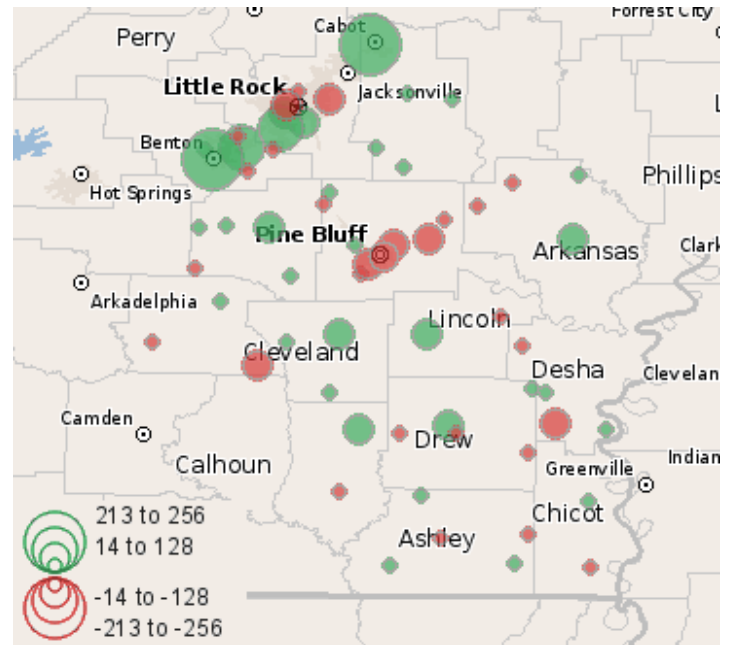 Forrest City
Cabot
Perry
Little Rock
Jacksonville
Benton
Phillips
Hot Springs
Pine Bluff
Arkansas
Clark
Arkadelphia
Lincoln
Cleveland
Desha
Clevelan
Camden
Drew
Calhoun
Greenville
Indian
Chicot
Ashley
213 to 256
14 to 128
-14 to -128
-213 to -256